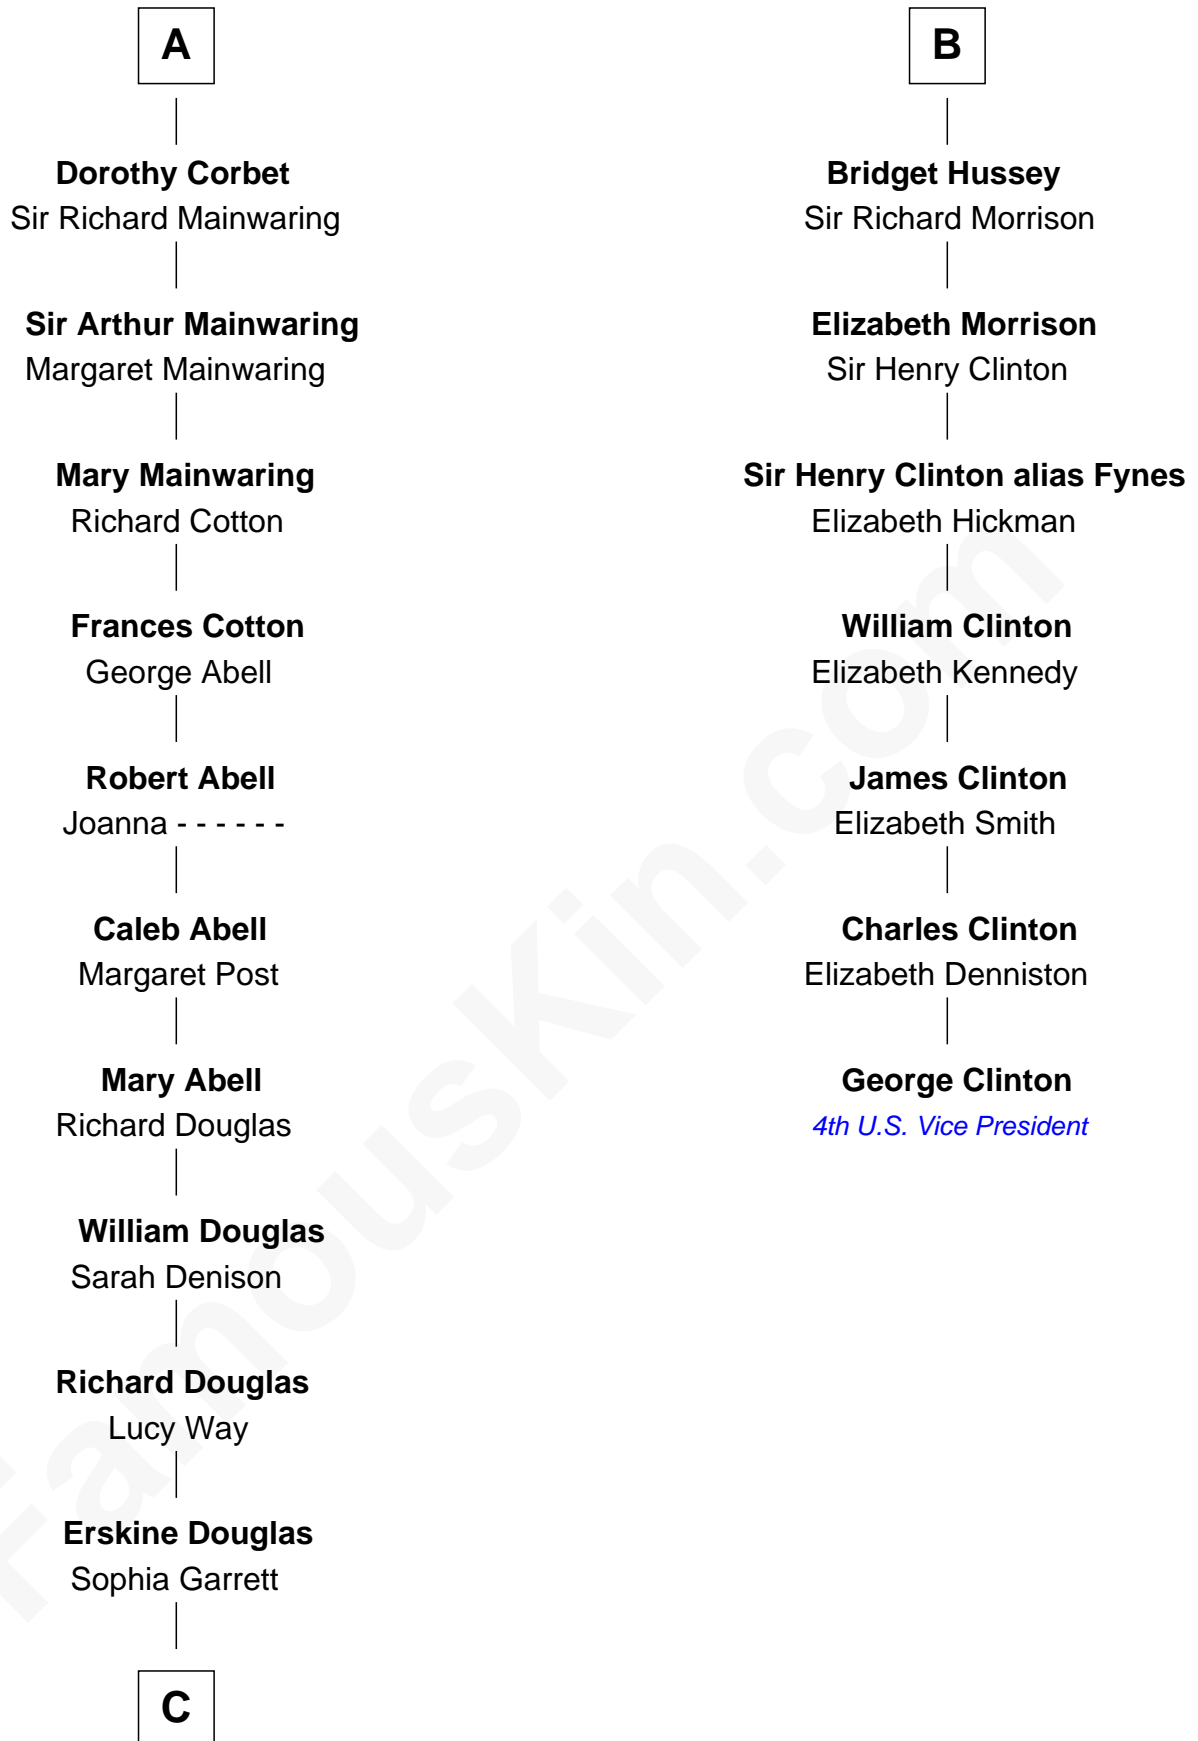 A
Dorothy Corbet
Sir Richard Mainwaring
Sir Arthur Mainwaring
Margaret Mainwaring
Mary Mainwaring
Richard Cotton
Frances Cotton
George Abell
Robert Abell
Joanna - - - - - -
Caleb Abell
Margaret Post
Mary Abell
Richard Douglas
William Douglas
Sarah Denison
Richard Douglas
Lucy Way
Erskine Douglas
Sophia Garrett
C
B
Bridget Hussey
Sir Richard Morrison
Elizabeth Morrison
Sir Henry Clinton
Sir Henry Clinton alias Fynes
Elizabeth Hickman
William Clinton
Elizabeth Kennedy
James Clinton
Elizabeth Smith
Charles Clinton
Elizabeth Denniston
George Clinton
4th U.S. Vice President
FamousKin.com